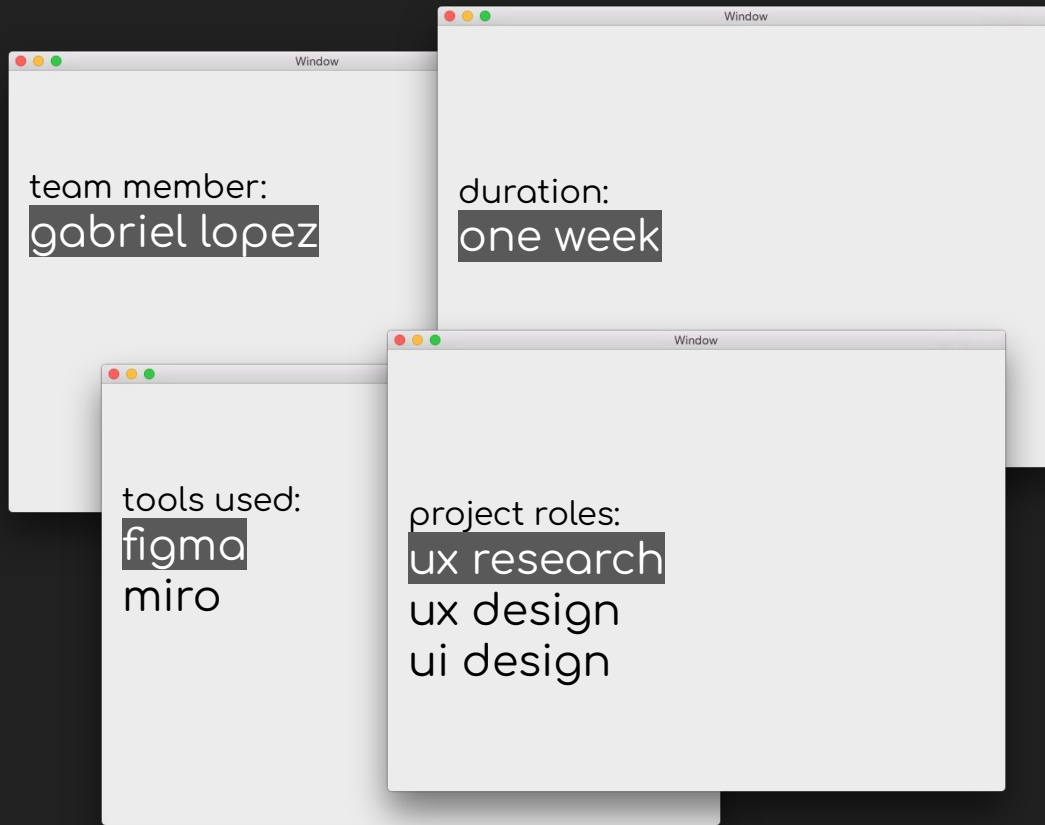 Window
team member:
gabriel lopez
Window
duration:
one week
tools used:
figma
miro
Window
project roles:
ux research
ux design
ui design